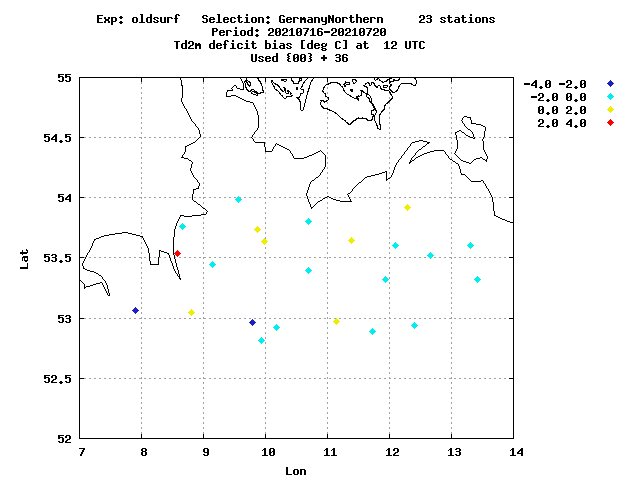 Exp: oldsurf   Selection: GermanyNorthern     23 stations
Period: 20210716-20210720
Td2m deficit bias [deg C] at  12 UTC
Used {00} + 36
-4.0 -2.0
-2.0 0.0
0.0 2.0
2.0 4.0
55
54.5
54
53.5
53
52.5
52
Lat
7 8 9 10 11 12 13 14
Lon